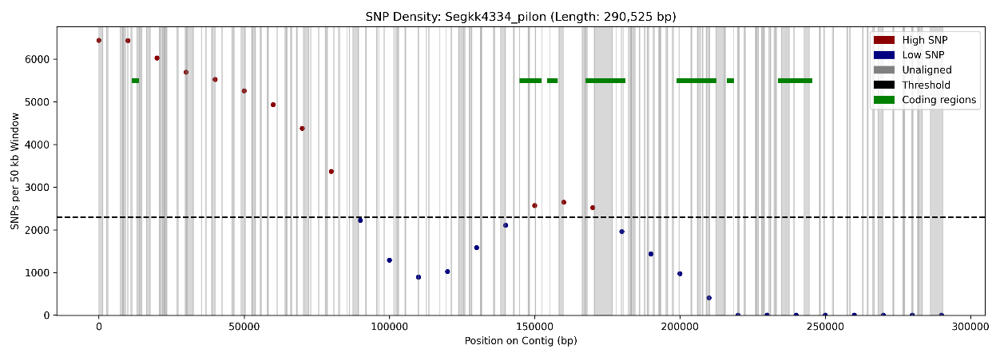 SNP Density: Segkk4334_pilon (Length: 290,525 bp)
SNPs per 50 kb Window
6000
5000
4000
3000
2000
1000
0
High SNP
Low SNP
Unaligned
Threshold
Coding regions
0 50000 100000 150000 200000 250000 300000
Position on Contig (bp)